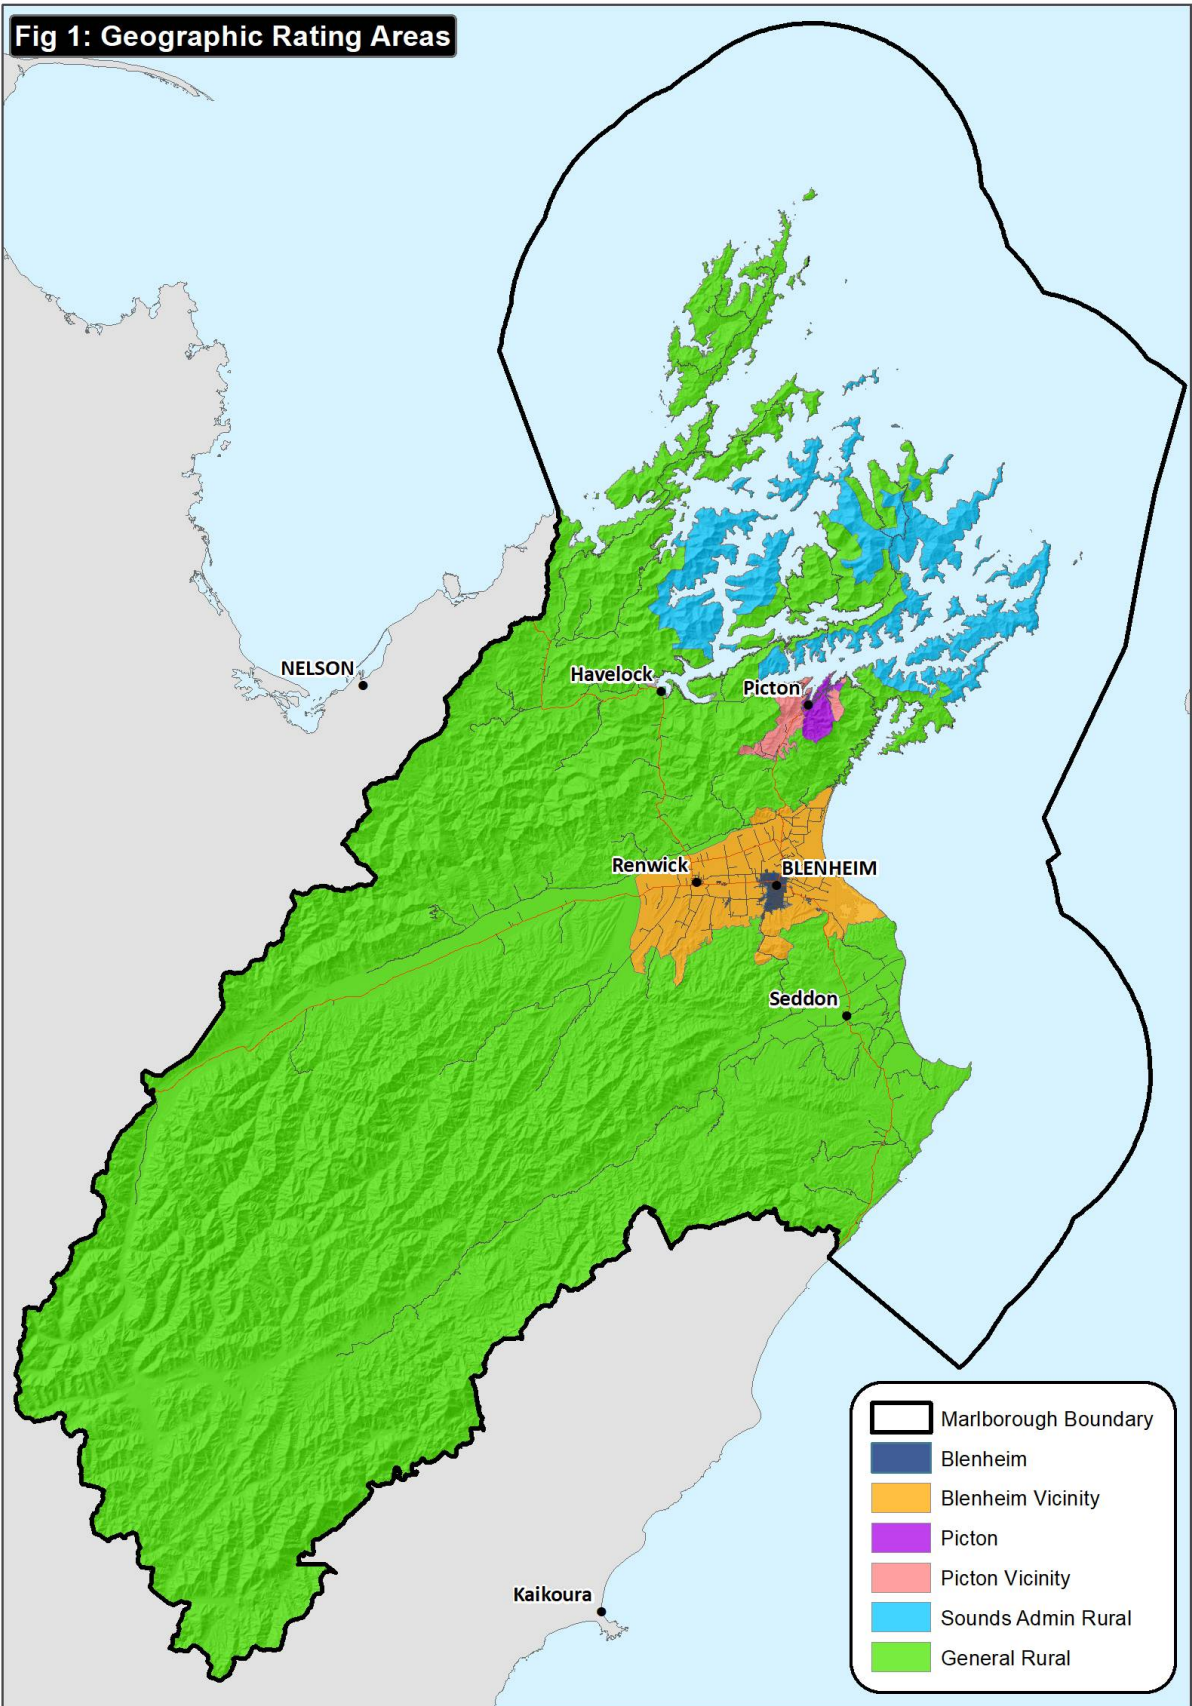 Fig 1: Geographic Rating Areas
NELSON
Havelock
Picton
Renwick
BLENHEIM
Seddon
Kaikoura
Marlborough Boundary
Blenheim
Blenheim Vicinity
Picton
Picton Vicinity
Sounds Admin Rural
General Rural